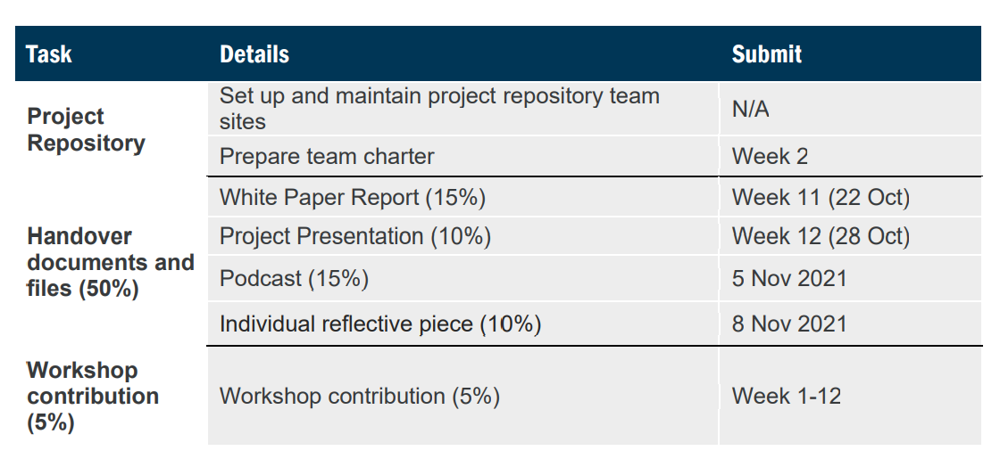 Task Details Submit
Project
Repository
Set up and maintain project repository team
sites
N/A
Prepare team charter Week 2
Handover
documents and
files (50%)
White Paper Report (15%) Week 11 (22 Oct)
Project Presentation (10%) Week 12 (28 Oct)
Podcast (15%) 5 Nov 2021
Individual reflective piece (10%) 8 Nov 2021
Workshop
contribution
(5%)
Workshop contribution (5%) Week 1-12